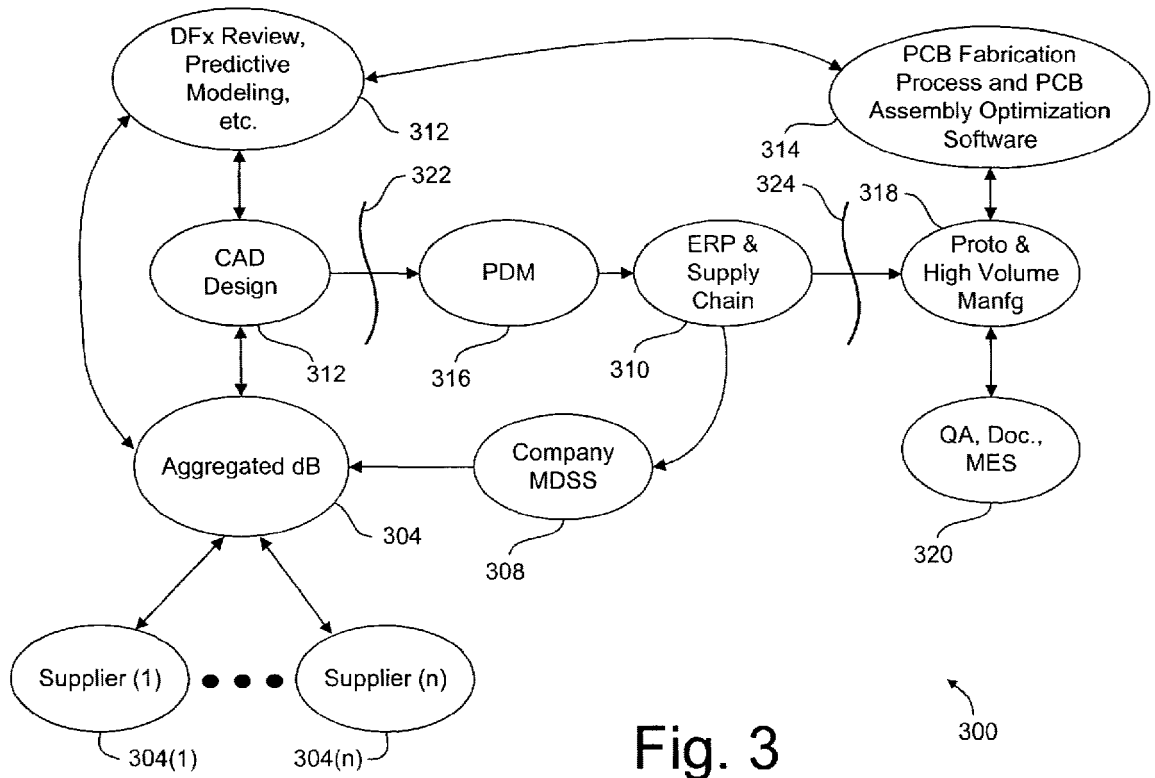 DFx Review,
Predictive
Modeling,
etc.
312
PCB Fabrication
Process and PCB
Assembly Optimization
Software
314
322
324
318
CAD
Design
312
PDM
316
ERP &
Supply
Chain
310
Proto &
High Volume
Manfg
Aggregated dB
304
Company
MDSS
308
QA, Doc.,
MES
320
Supplier (1)
304(1)
Supplier (n)
304(n)
Fig. 3
300